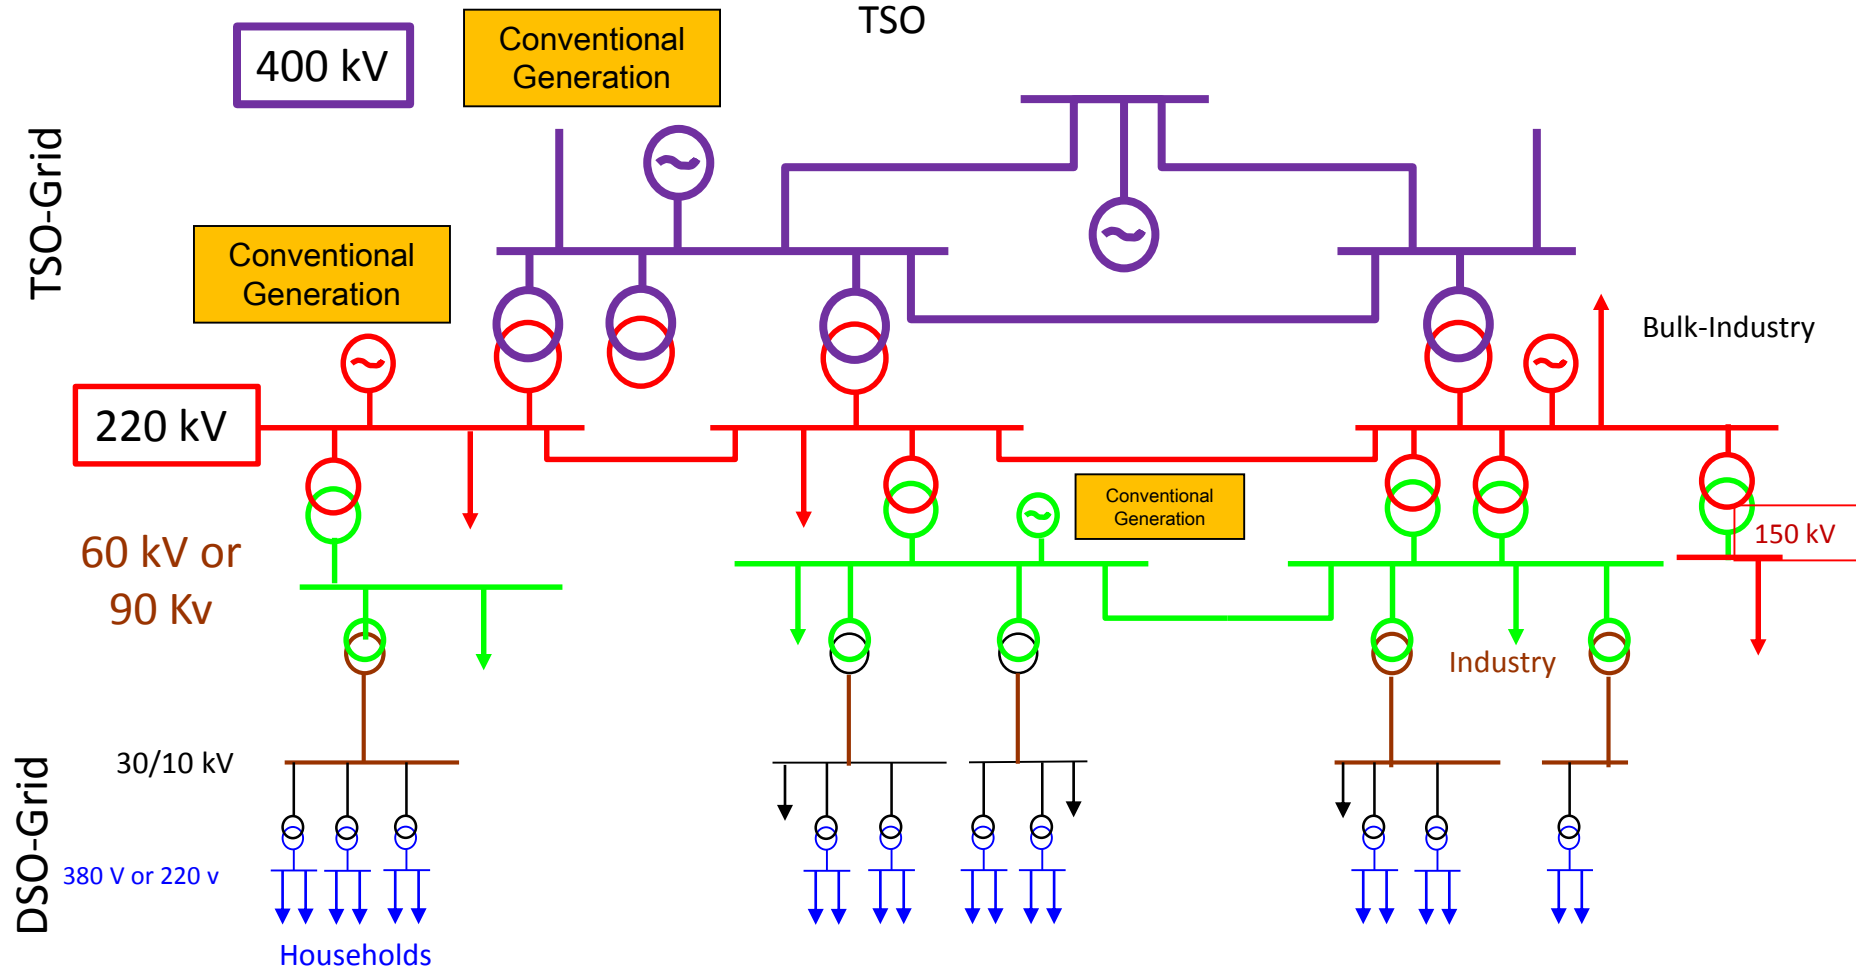 TSO
400 kV
Conventional
Generation
TSO-Grid
Conventional
Generation
Bulk-Industry
220 kV
Conventional
Generation
150 kV
60 kV or
90 Kv
Industry
30/10 kV
DSO-Grid
380 V or 220 v
Households